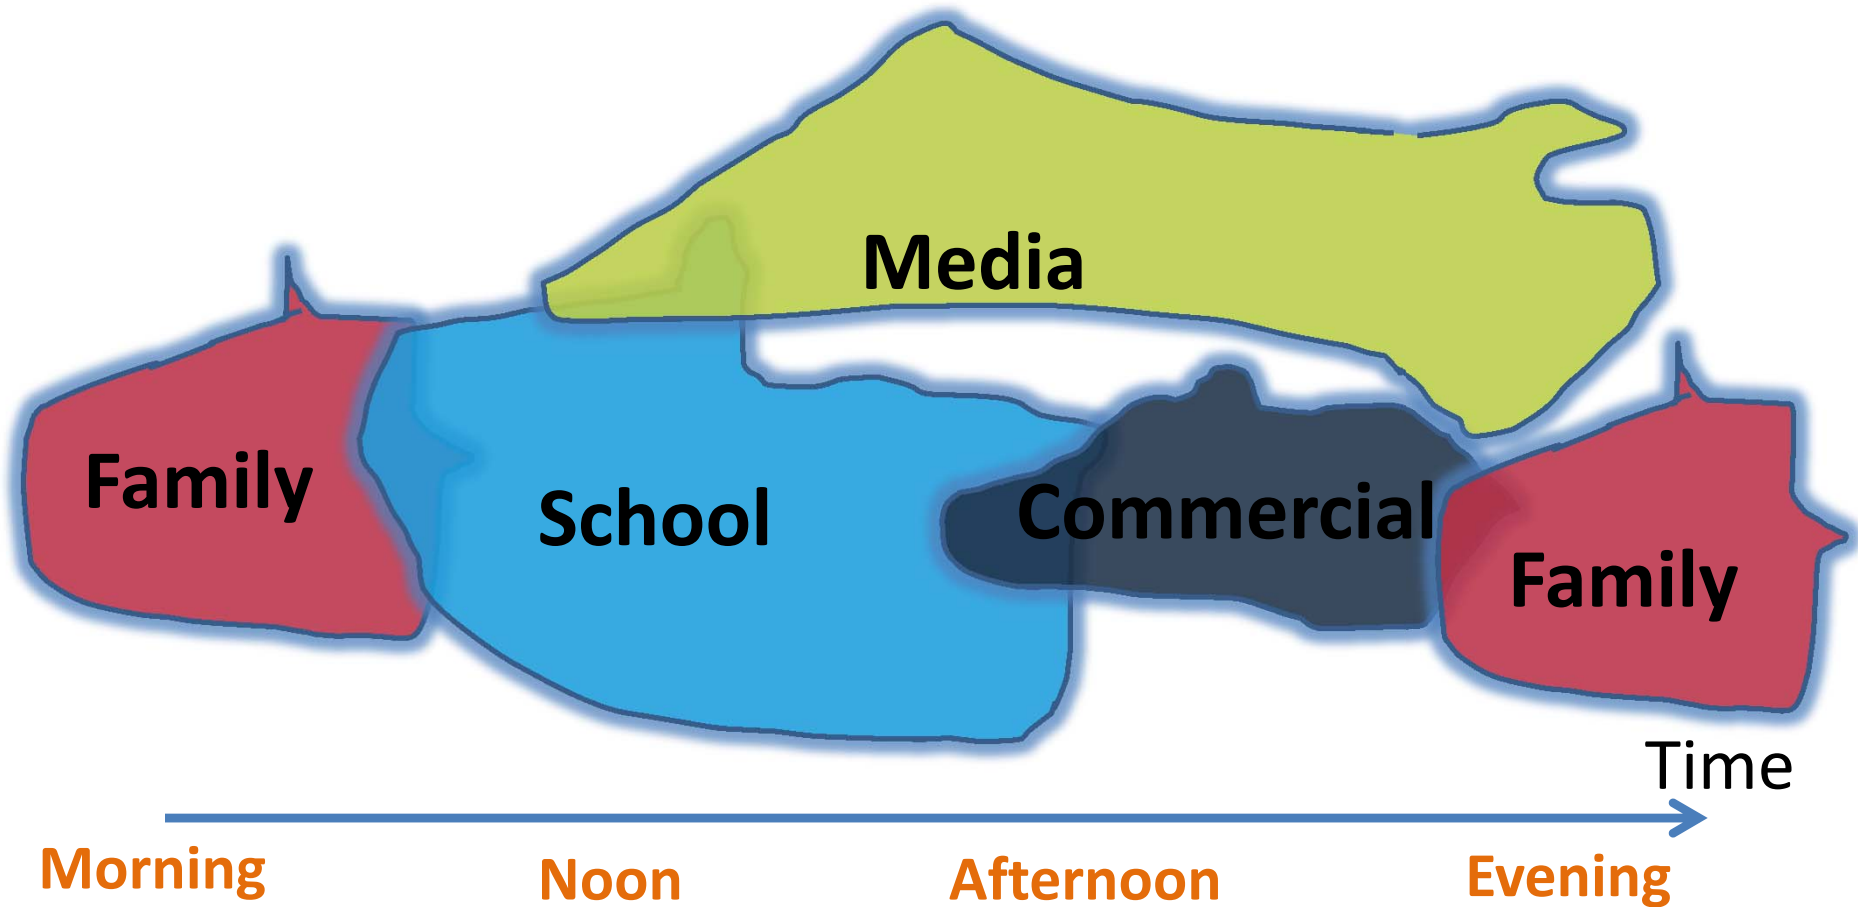 Media
Family
School
Commercial
Family
Time
Morning
Noon
Afternoon
Evening